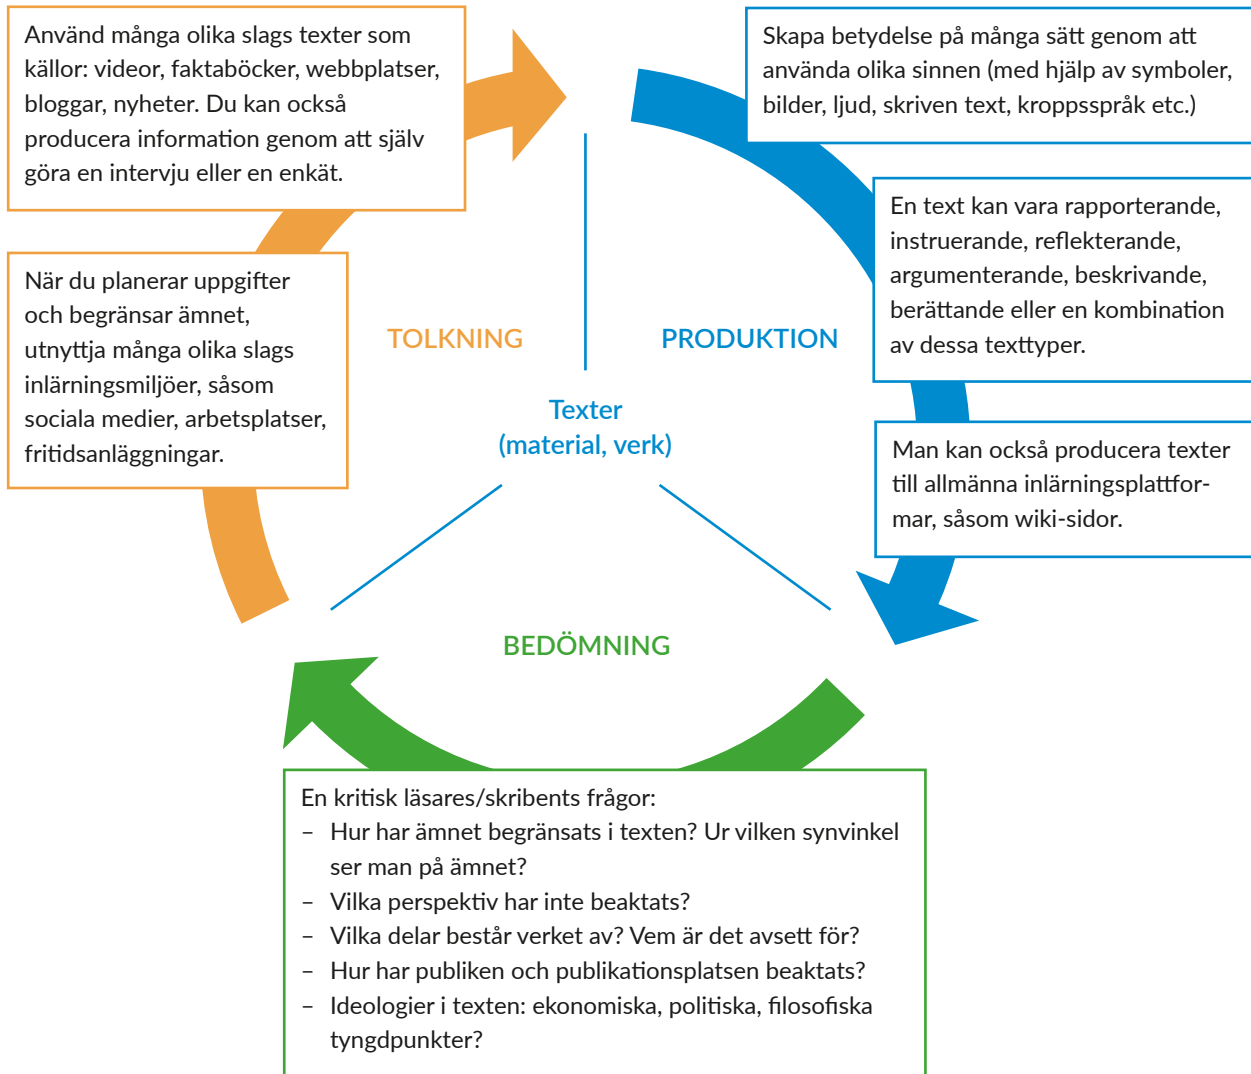 Använd många olika slags texter som
källor: videor, faktaböcker, webbplatser,
bloggar, nyheter. Du kan också
producera information genom att själv
göra en intervju eller en enkät.
När du planerar uppgifter
och begränsar ämnet,
utnyttja många olika slags
inlärningsmiljöer, såsom
sociala medier, arbetsplatser,
fritidsanläggningar.
TOLKNING
Skapa betydelse på många sätt genom att
använda olika sinnen (med hjälp av symboler,
bilder, ljud, skriven text, kroppsspråk etc.)
En text kan vara rapporterande,
instruerande, reflekterande,
argumenterande, beskrivande,
berättande eller en kombination
av dessa texttyper.
PRODUKTION
Man kan också producera texter
till allmänna inlärningsplattfor-
mar, såsom wiki-sidor.
Texter
(material, verk)
BEDÖMNING
En kritisk läsares/skribents frågor:
– Hur har ämnet begränsats i texten? Ur vilken synvinkel
ser man på ämnet?
– Vilka perspektiv har inte beaktats?
– Vilka delar består verket av? Vem är det avsett för?
– Hur har publiken och publikationsplatsen beaktats?
– Ideologier i texten: ekonomiska, politiska, filosofiska
tyngdpunkter?